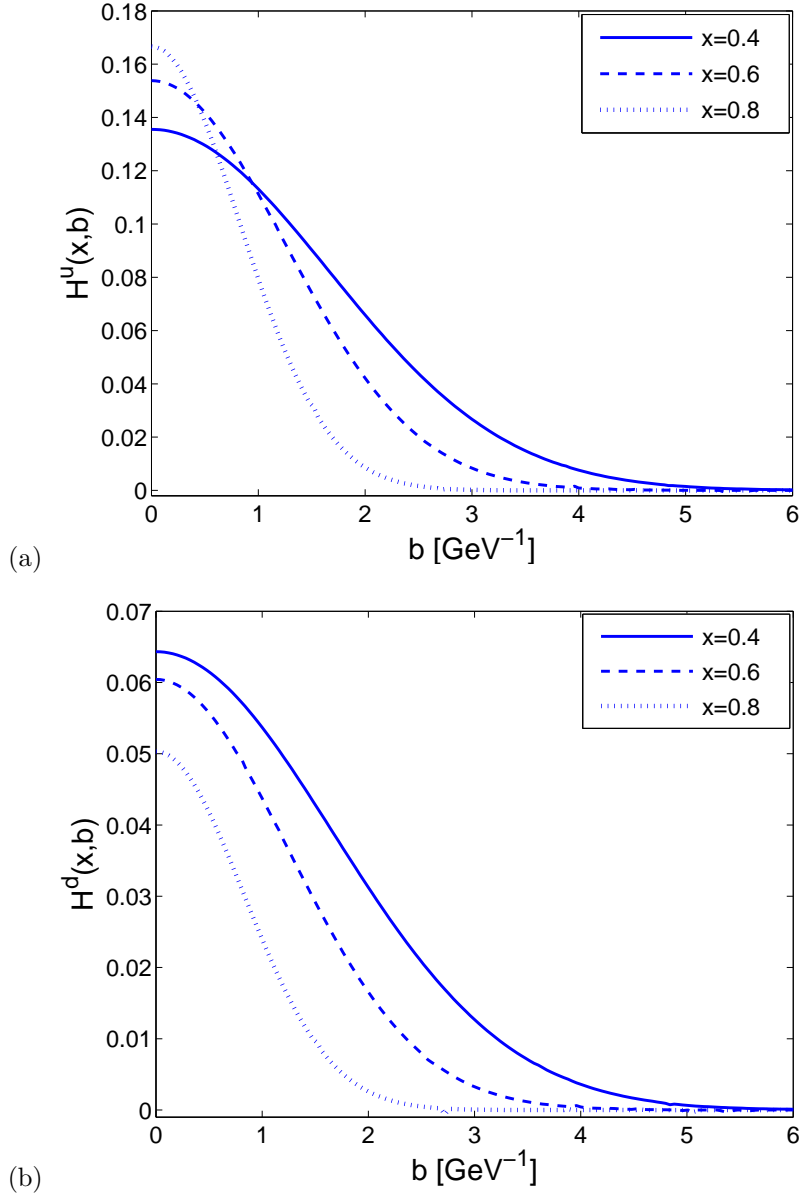 0.18
0.16
0.14
0.12
0.1
0.08
0.06
0.04
0.02
0
H^u(x,b)
x=0.4
x=0.6
x=0.8
0 1 2 3 4 5 6
b [GeV^{-1}]
(a)
0.07
0.06
0.05
0.04
0.03
0.02
0.01
0
H^d(x,b)
x=0.4
x=0.6
x=0.8
0 1 2 3 4 5 6
b [GeV^{-1}]
(b)